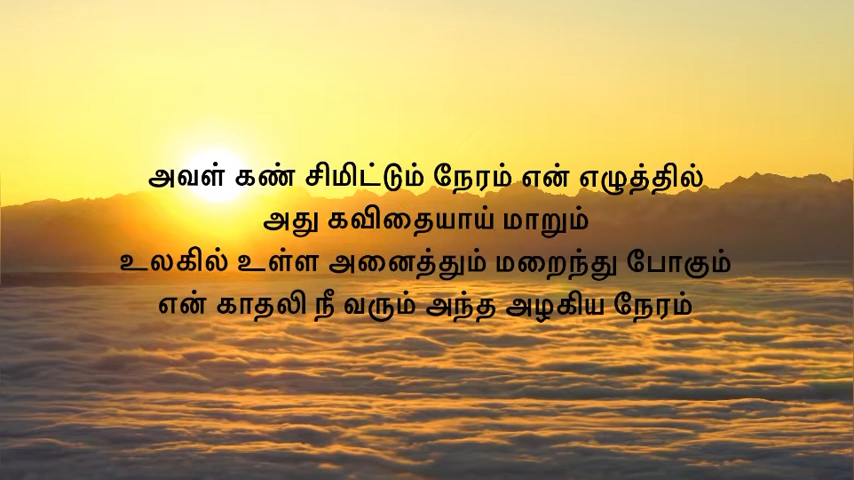 அவள் கண் சிமிட்டும் நேரம் என் எழுத்தில்
அது கவிதையாய் மாறும்
உலகில் உள்ள அனைத்தும் மறைந்து போகும்
என் காதலி நீ வரும் அந்த அழகிய நேரம்